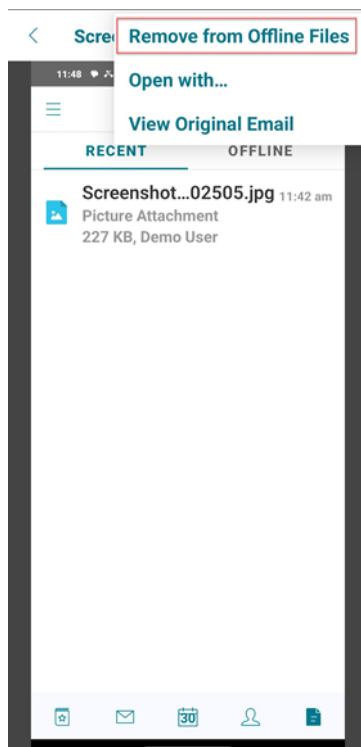 Scree
Remove from Offline Files
Open with...
View Original Email
11:48
RECENT
OFFLINE
Screenshot...02505.jpg 11:42 am
Picture Attachment
227 KB, Demo User
30